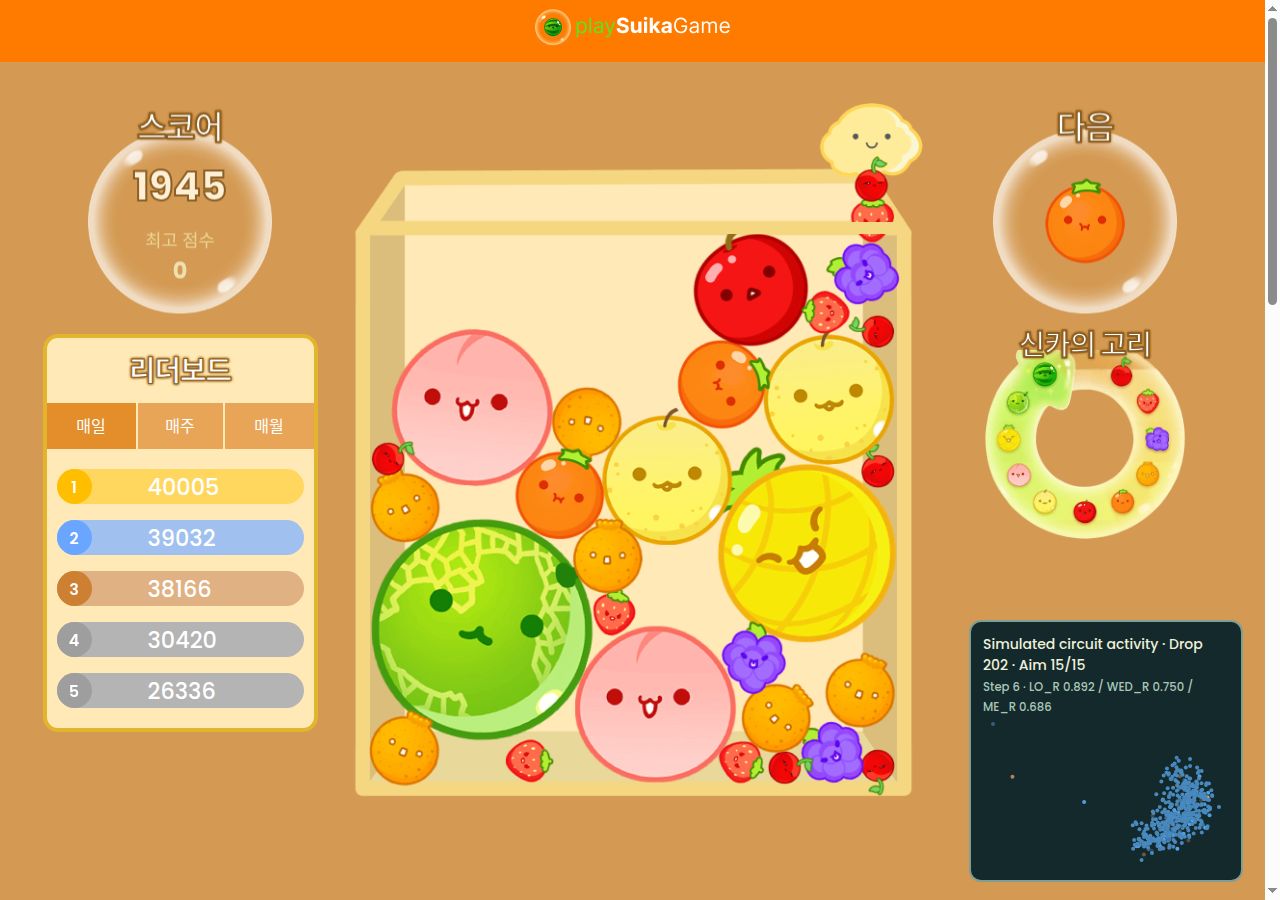 playSuikaGame
스코어
1945
최고 점수
0
리더보드
매일 매주 매월
1 40005
2 39032
3 38166
4 30420
5 26336
다음
신카의 고리
Simulated circuit activity · Drop
202 · Aim 15/15
Step 6 · LO_R 0.892 / WED_R 0.750 /
ME_R 0.686